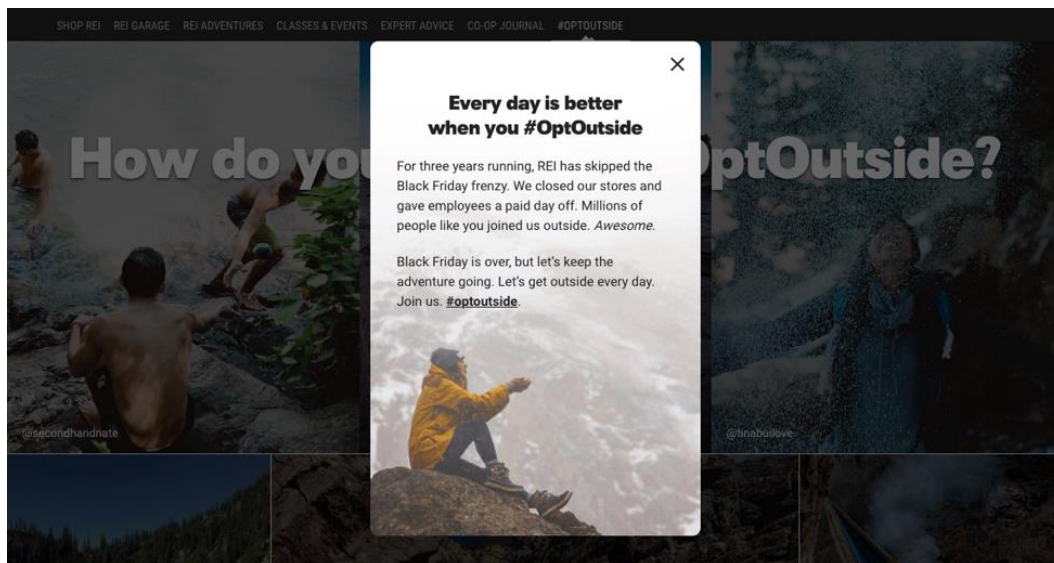 SHOP REI REI GARAGE REI ADVENTURES CLASSES & EVENTS EXPERT ADVICE CO-OP JOURNAL #OPTOUTSIDE
Every day is better
when you #OptOutside
How do you
ptOutside?
For three years running, REI has skipped the
Black Friday frenzy. We closed our stores and
gave employees a paid day off. Millions of
people like you joined us outside. Awesome.
Black Friday is over, but let's keep the
adventure going. Let's get outside every day.
Join us. #optoutside.
@secondhandnate
@tinabuilove